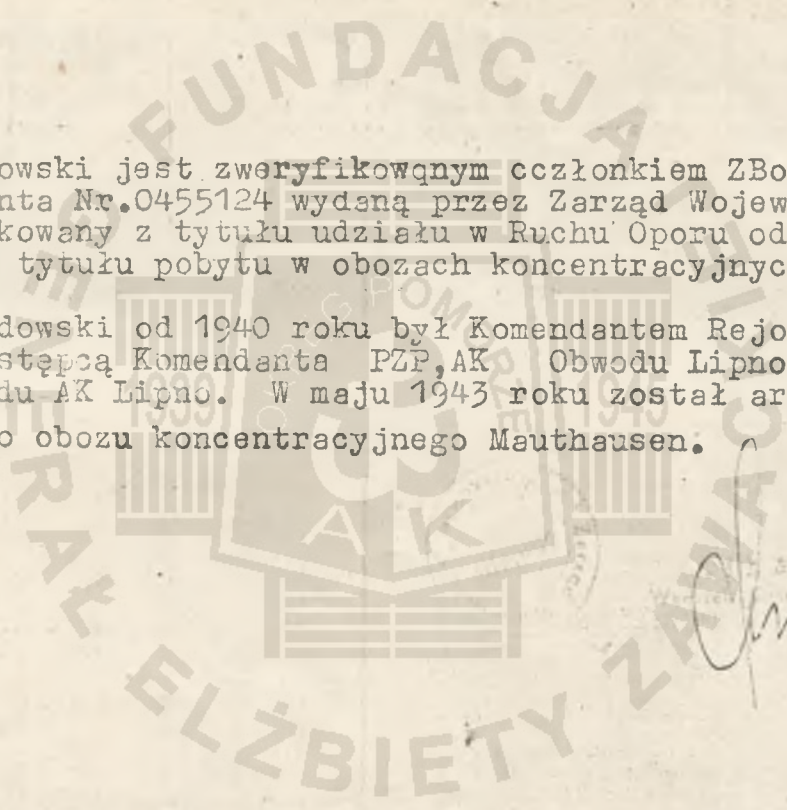 owski jest zweryfikowqnym cczłonkiem ZBo
nta Nr.0455124 wydaną przez Zarząd Wojew
kowany z tytułu udziału w Ruchu Oporu od
tytułu pobytu w obozach koncentracyjnyc
dowski od 1940 roku był Komendantem Rejo
stępcą Komendanta PZP,AK Obwodu Lipno
du AK Lipno. W maju 1943 roku został ar
o obozu koncentracyjnego Mauthausen.
FUNDACJA
GENERAŁ ELŻBIETY ZAWA
AK